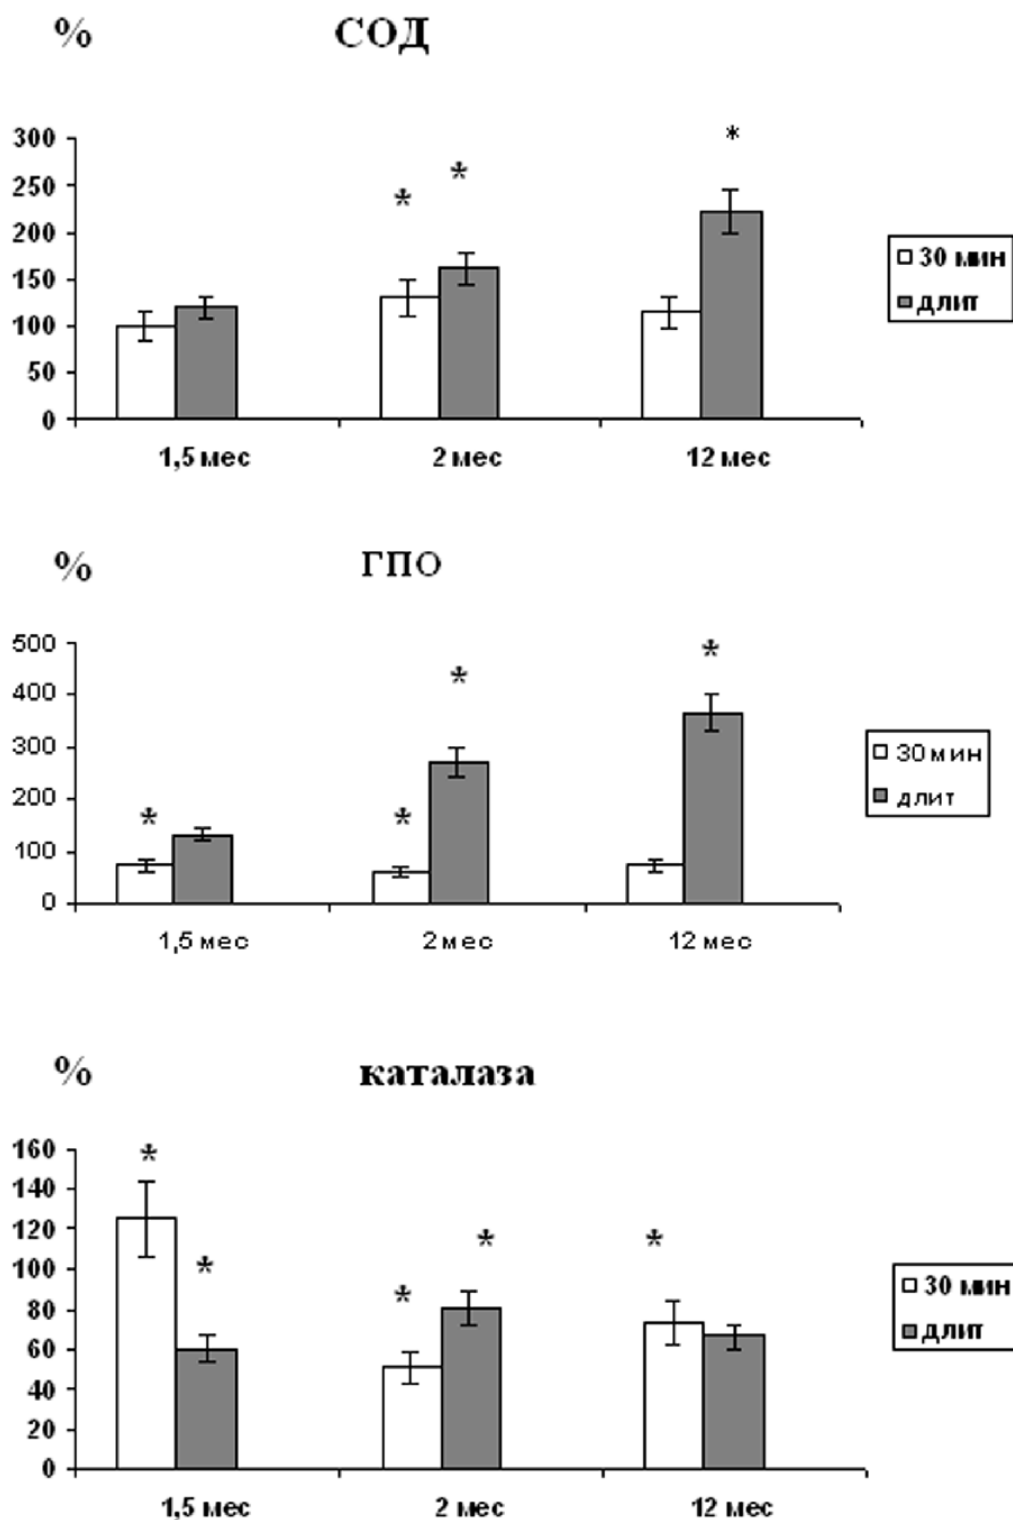 % СОД
300
250
200
150
100
50
0
*
*
*
1,5 мес 2 мес 12 мес
30 мин
длит
% ГПО
500
400
300
200
100
0
*
*
*
*
1,5 мес 2 мес 12 мес
30 мин
длит
% каталаза
160
140
120
100
80
60
40
20
0
*
*
*
*
*
1,5 мес 2 мес 12 мес
30 мин
длит